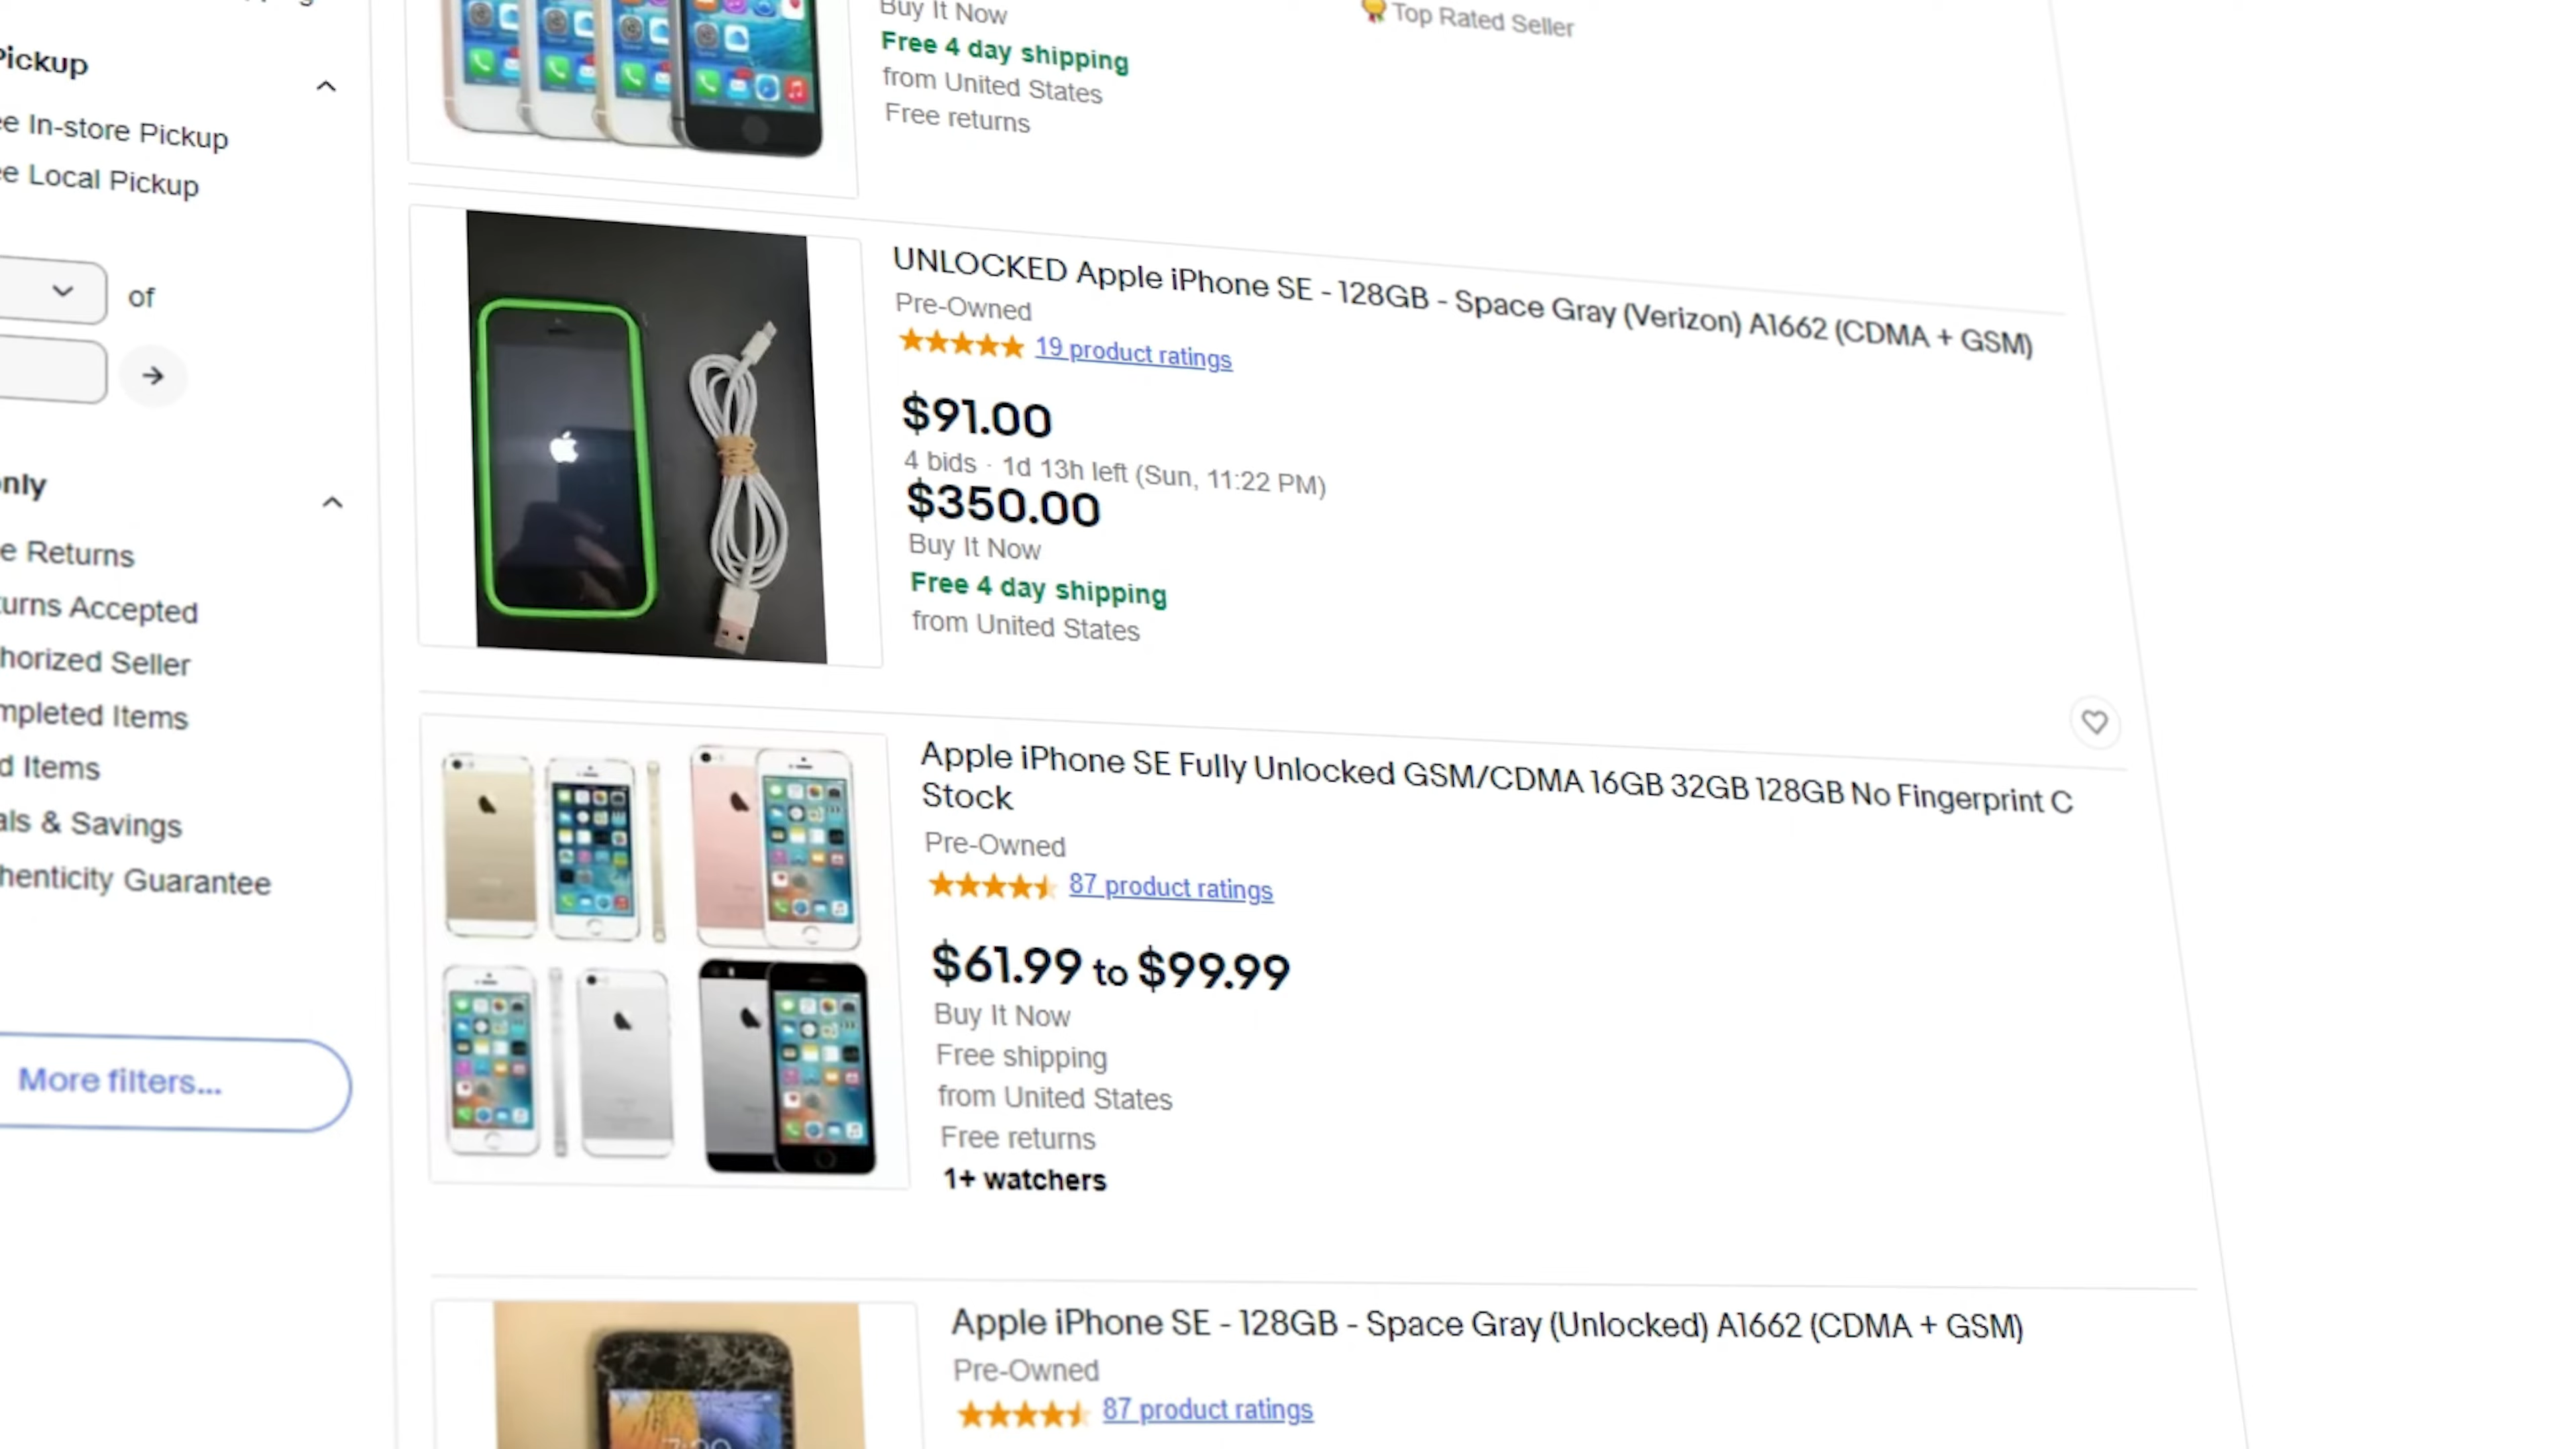 Pickup
e In-store Pickup
e Local Pickup
of
nly
e Returns
urns Accepted
horized Seller
mpleted Items
d Items
als & Savings
henticity Guarantee
More filters...
Buy It Now
Free 4 day shipping
from United States
Free returns
Top Rated Seller
UNLOCKED Apple iPhone SE - 128GB - Space Gray (Verizon) A1662 (CDMA + GSM)
Pre-Owned
19 product ratings
$91.00
4 bids · 1d 13h left (Sun, 11:22 PM)
$350.00
Buy It Now
Free 4 day shipping
from United States
Apple iPhone SE Fully Unlocked GSM/CDMA 16GB 32GB 128GB No Fingerprint C
Stock
Pre-Owned
87 product ratings
$61.99 to $99.99
Buy It Now
Free shipping
from United States
Free returns
1+ watchers
Apple iPhone SE - 128GB - Space Gray (Unlocked) A1662 (CDMA + GSM)
Pre-Owned
87 product ratings